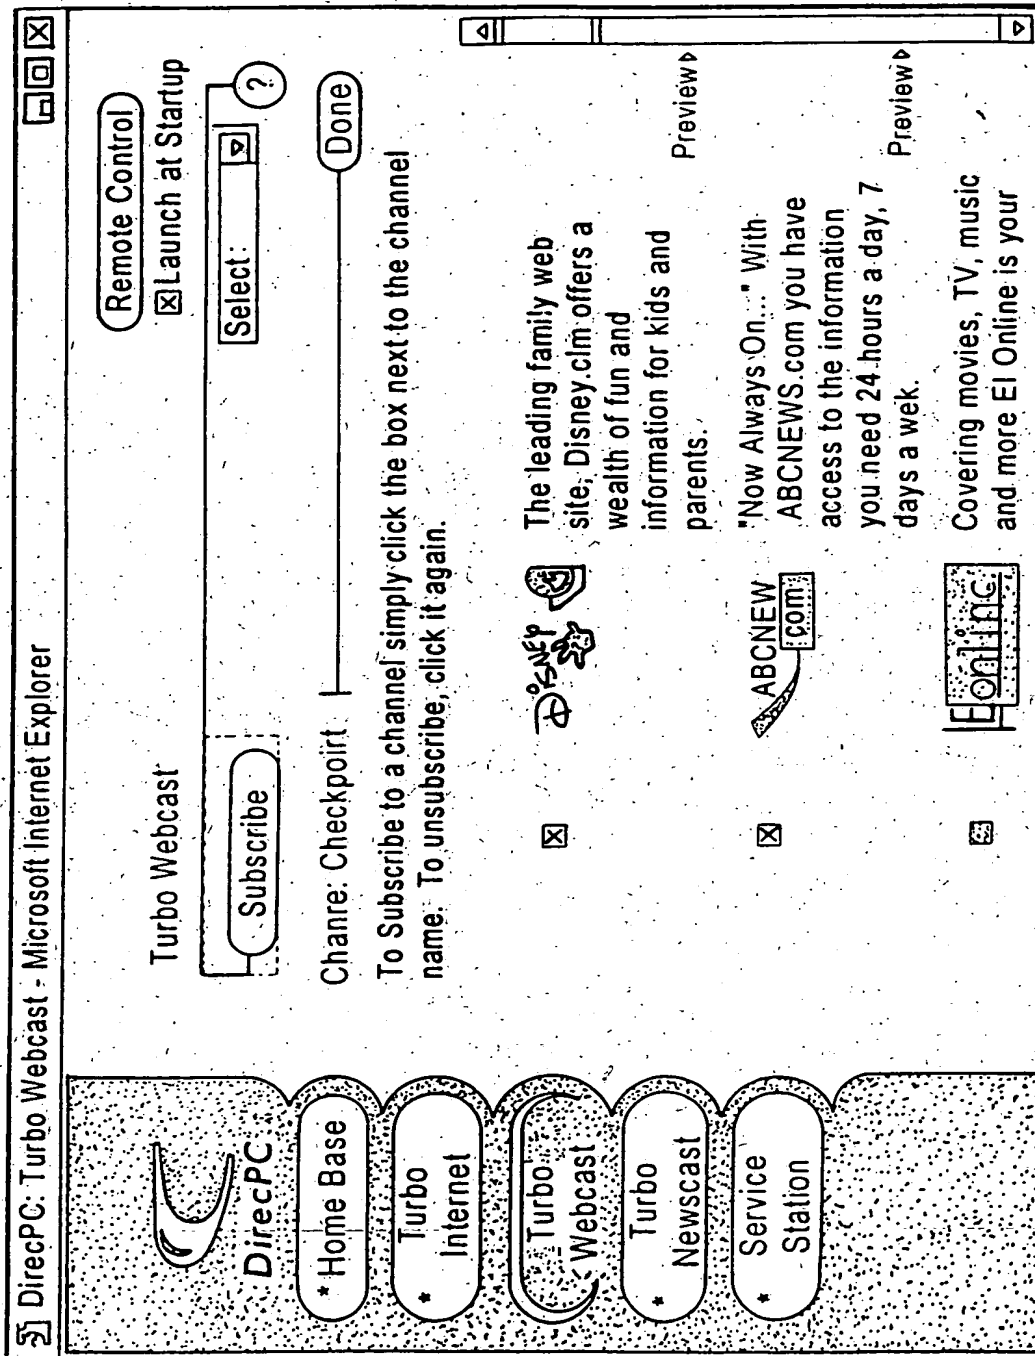 DirecPC: Turbo Webcast - Microsoft Internet Explorer
DirecPC
* Home Base
* Turbo
Internet
Turbo
Webcast
* Turbo
Newscast
* Service
Station
Turbo Webcast
Remote Control
Launch at Startup
Subscribe
Select:
?
Chanre: Checkpoirt
Done
To Subscribe to a channel simply click the box next to the channel
name. To unsubscribe, click it again.
DISNEY
The leading family web
site, Disney.clm offers a
wealth of fun and
information for kids and
parents.
Preview
ABCNEW
com
"Now Always On..." With
ABCNEWS.com you have
access to the information
you need 24 hours a day, 7
days a wek.
Preview
E online
Covering movies, TV, music
and more EI Online is your